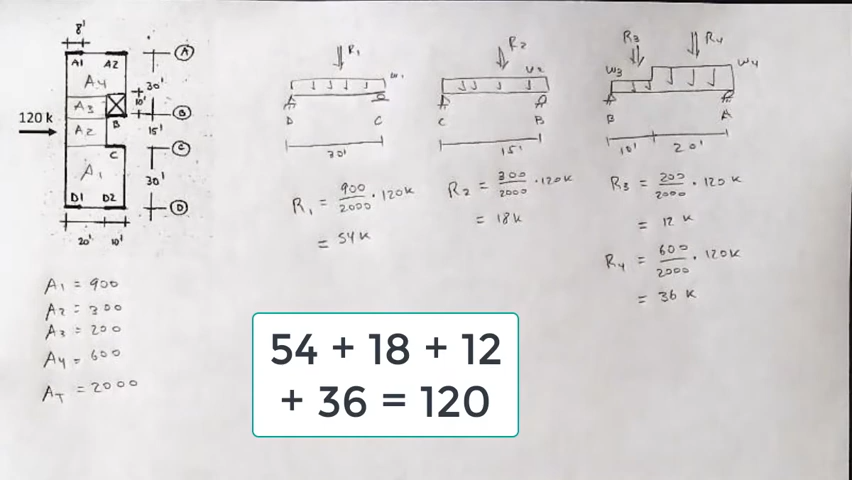 8'
A1 A2
A4
A3
A2
B
C
A1
D1 D2
120 k
20' 10'
A
30'
10'
B
15'
C
30'
D
A1 = 900
A2 = 300
A3 = 200
A4 = 600
AT = 2000
R1
W1
D C
30'
R1 = 900/2000 · 120K
= 54K
R2
W2
C B
15'
R2 = 300/2000 · 120K
= 18K
R3 R4
W3 W4
B A
10' 20'
R3 = 200/2000 · 120 K
= 12 K
R4 = 600/2000 · 120K
= 36 K
54 + 18 + 12
+ 36 = 120